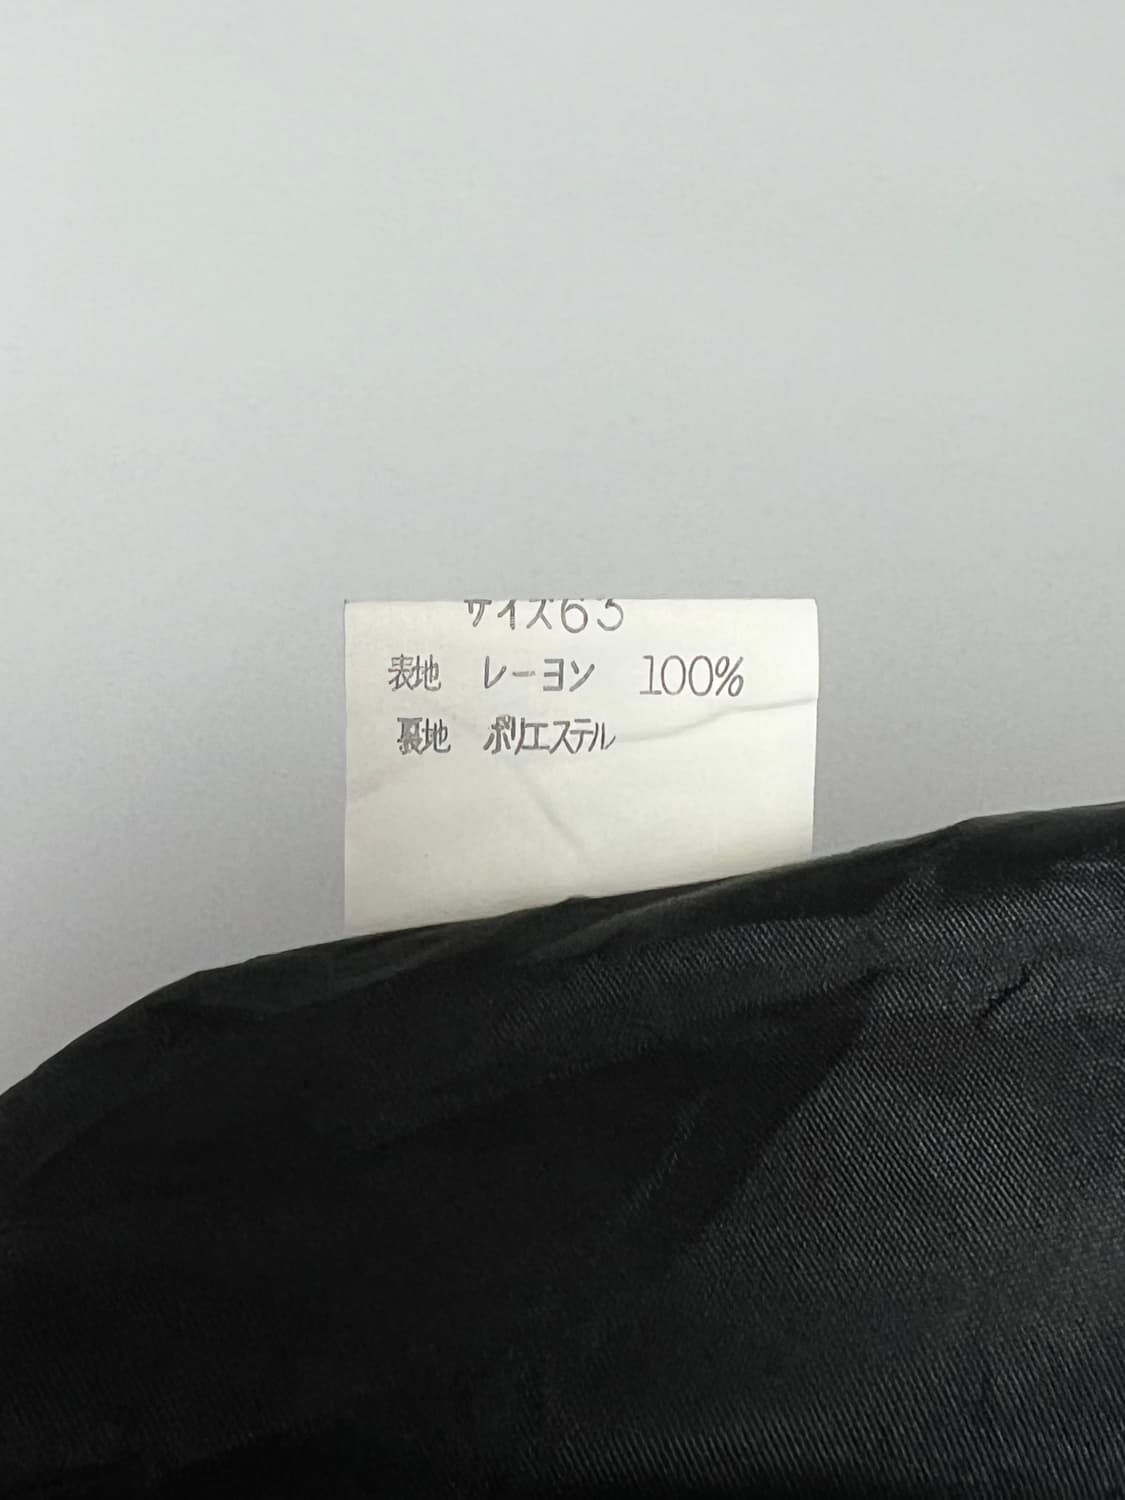 サイズ63
表地 レーヨン 100%
裏地 ポリエステル